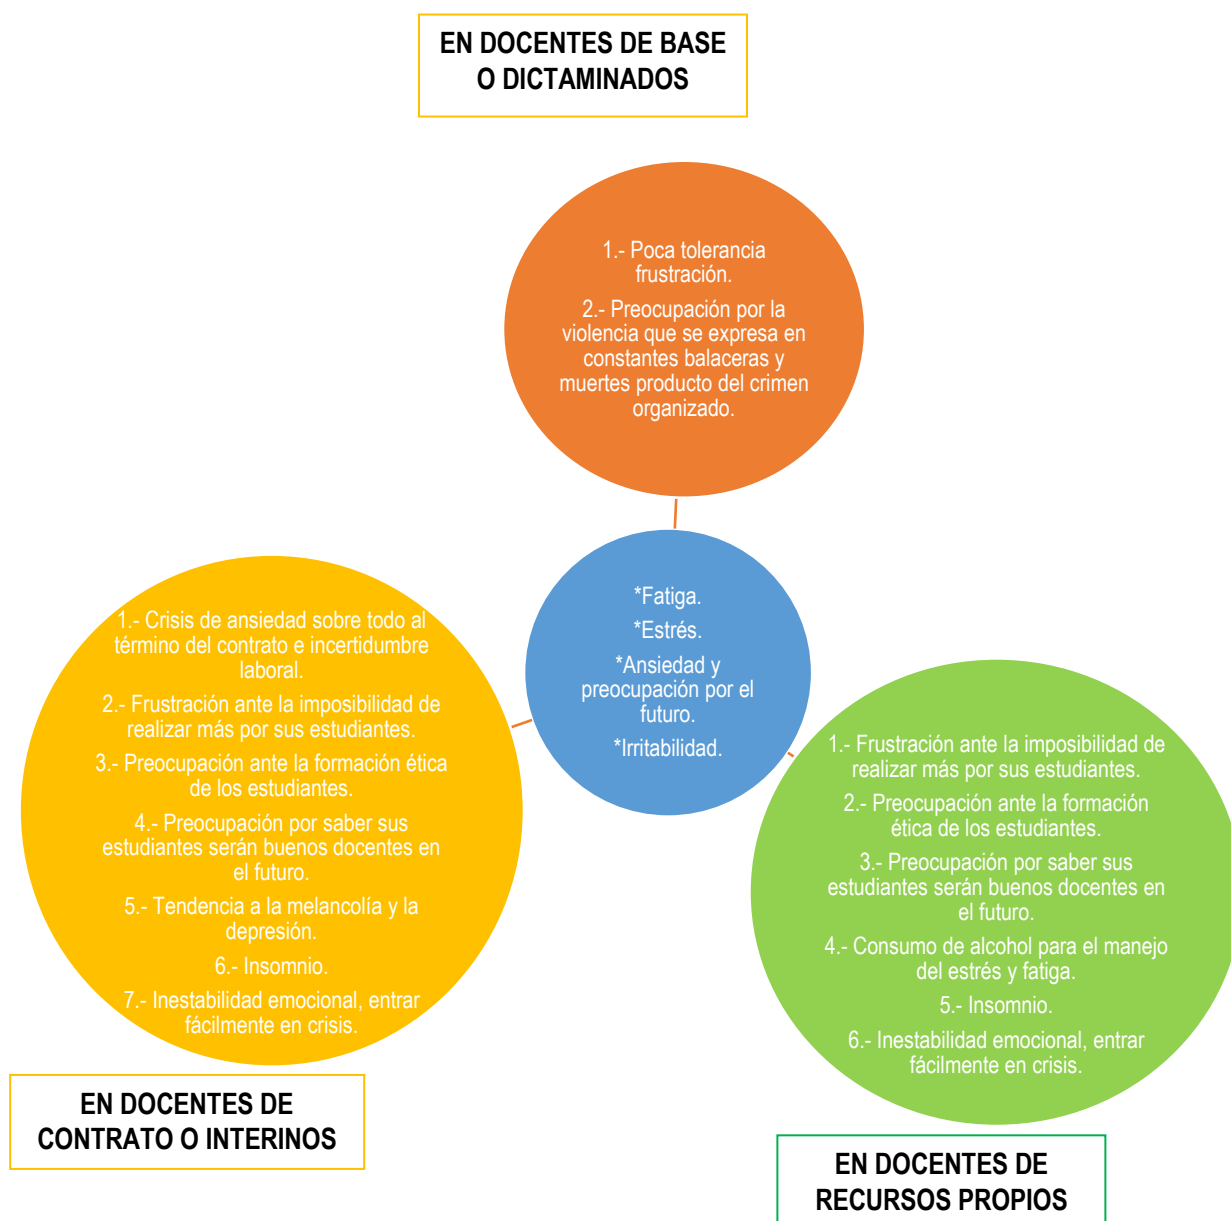 EN DOCENTES DE BASE
O DICTAMINADOS
1.- Poca tolerancia
frustración.
2.- Preocupación por la
violencia que se expresa en
constantes balaceras y
muertes producto del crimen
organizado.
*Fatiga.
*Estrés.
*Ansiedad y
preocupación por el
futuro.
*Irritabilidad.
1.- Crisis de ansiedad sobre todo al
término del contrato e incertidumbre
laboral.
2.- Frustración ante la imposibilidad de
realizar más por sus estudiantes.
3.- Preocupación ante la formación ética
de los estudiantes.
4.- Preocupación por saber sus
estudiantes serán buenos docentes en
el futuro.
5.- Tendencia a la melancolía y la
depresión.
6.- Insomnio.
7.- Inestabilidad emocional, entrar
fácilmente en crisis.
EN DOCENTES DE
CONTRATO O INTERINOS
1.- Frustración ante la imposibilidad de
realizar más por sus estudiantes.
2.- Preocupación ante la formación
ética de los estudiantes.
3.- Preocupación por saber sus
estudiantes serán buenos docentes en
el futuro.
4.- Consumo de alcohol para el manejo
del estrés y fatiga.
5.- Insomnio.
6.- Inestabilidad emocional, entrar
fácilmente en crisis.
EN DOCENTES DE
RECURSOS PROPIOS